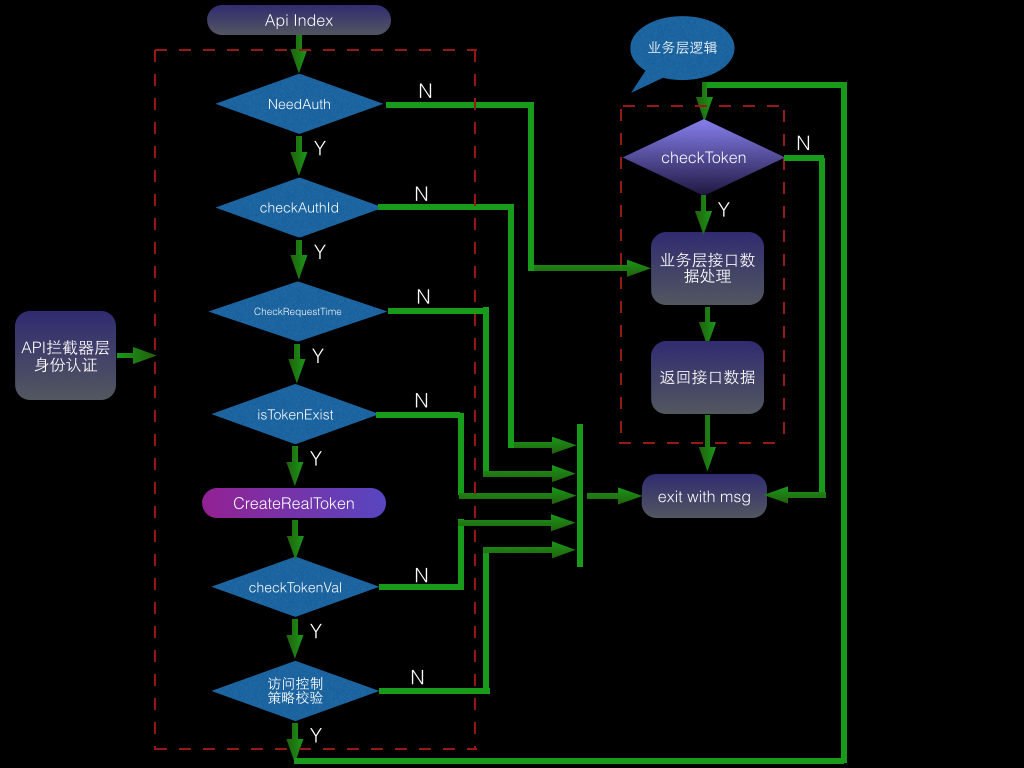 Api Index
业务层逻辑
NeedAuth
N
Y
checkAuthId
N
Y
CheckRequestTime
N
Y
API拦截器层
身份认证
isTokenExist
N
Y
CreateRealToken
checkTokenVal
N
Y
访问控制
策略校验
N
Y
checkToken
N
Y
业务层接口数
据处理
返回接口数据
exit with msg